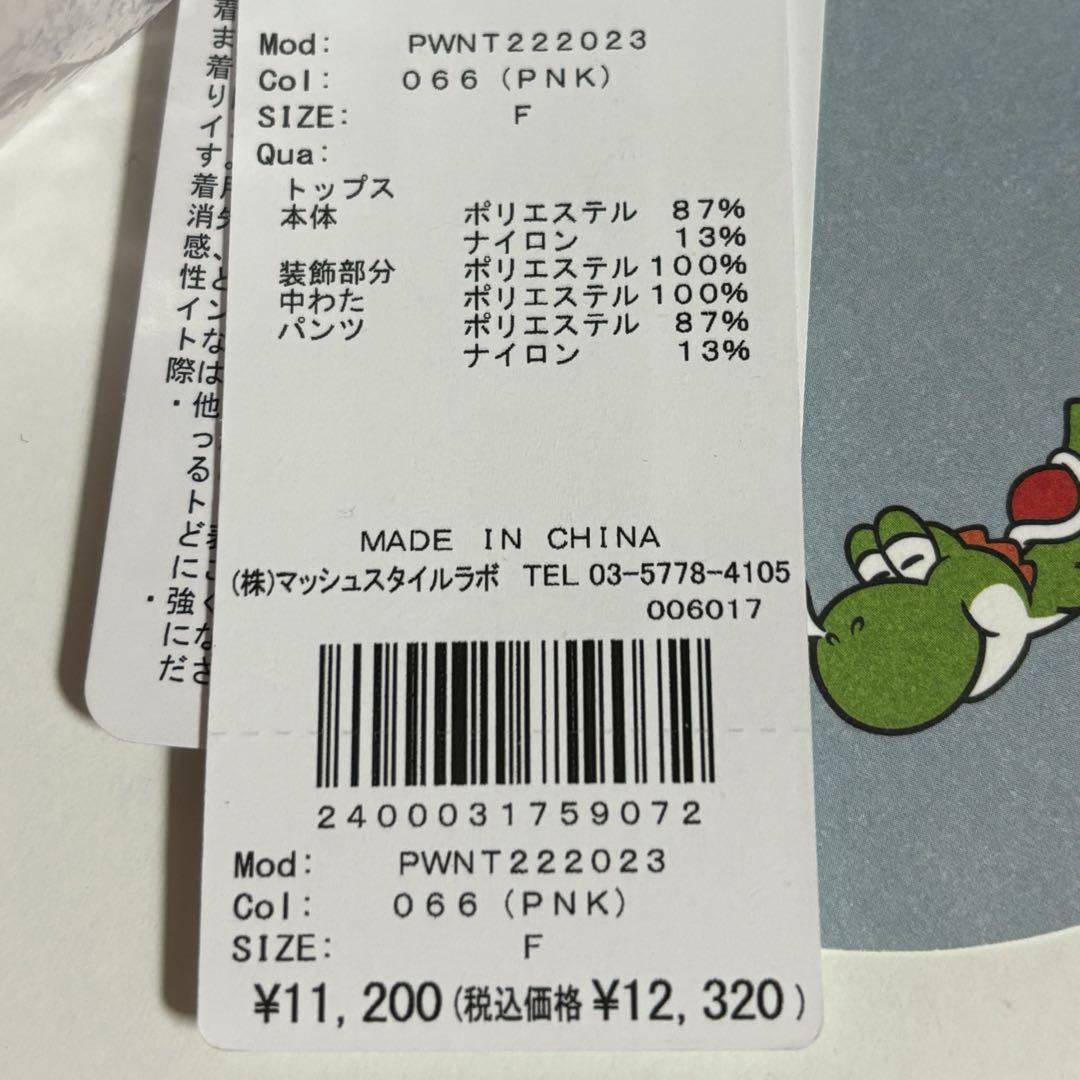 Mod: PWNT222023
Col: 066 (PNK)
SIZE: F
Qua:
トップス
本体 ポリエステル 87%
ナイロン 13%
装飾部分 ポリエステル 100%
中わた ポリエステル 100%
パンツ ポリエステル 87%
ナイロン 13%
MADE IN CHINA
(株)マッシュスタイルラボ TEL 03-5778-4105
006017
2400031759072
Mod: PWNT222023
Col: 066 (PNK)
SIZE: F
¥11,200(税込価格¥12,320)